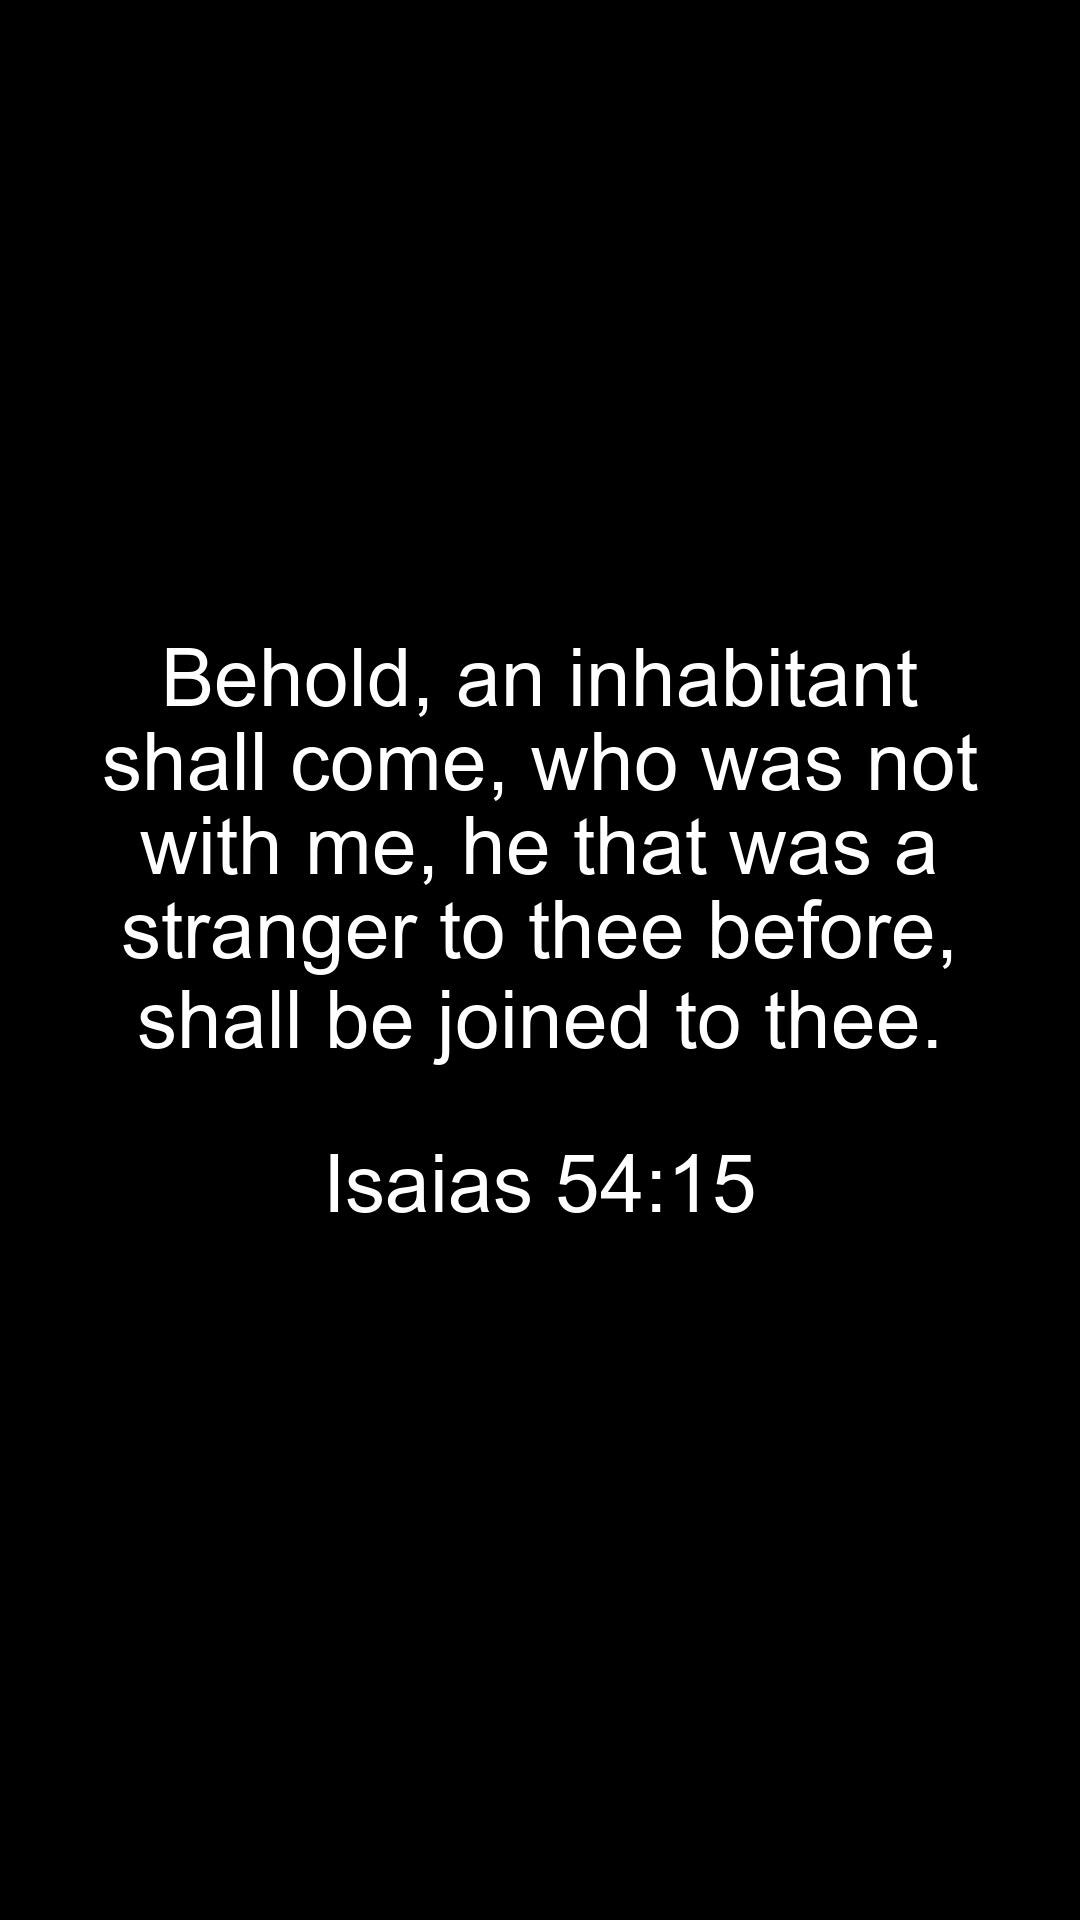 Behold, an inhabitant
shall come, who was not
with me, he that was a
stranger to thee before,
shall be joined to thee.
Isaias 54:15